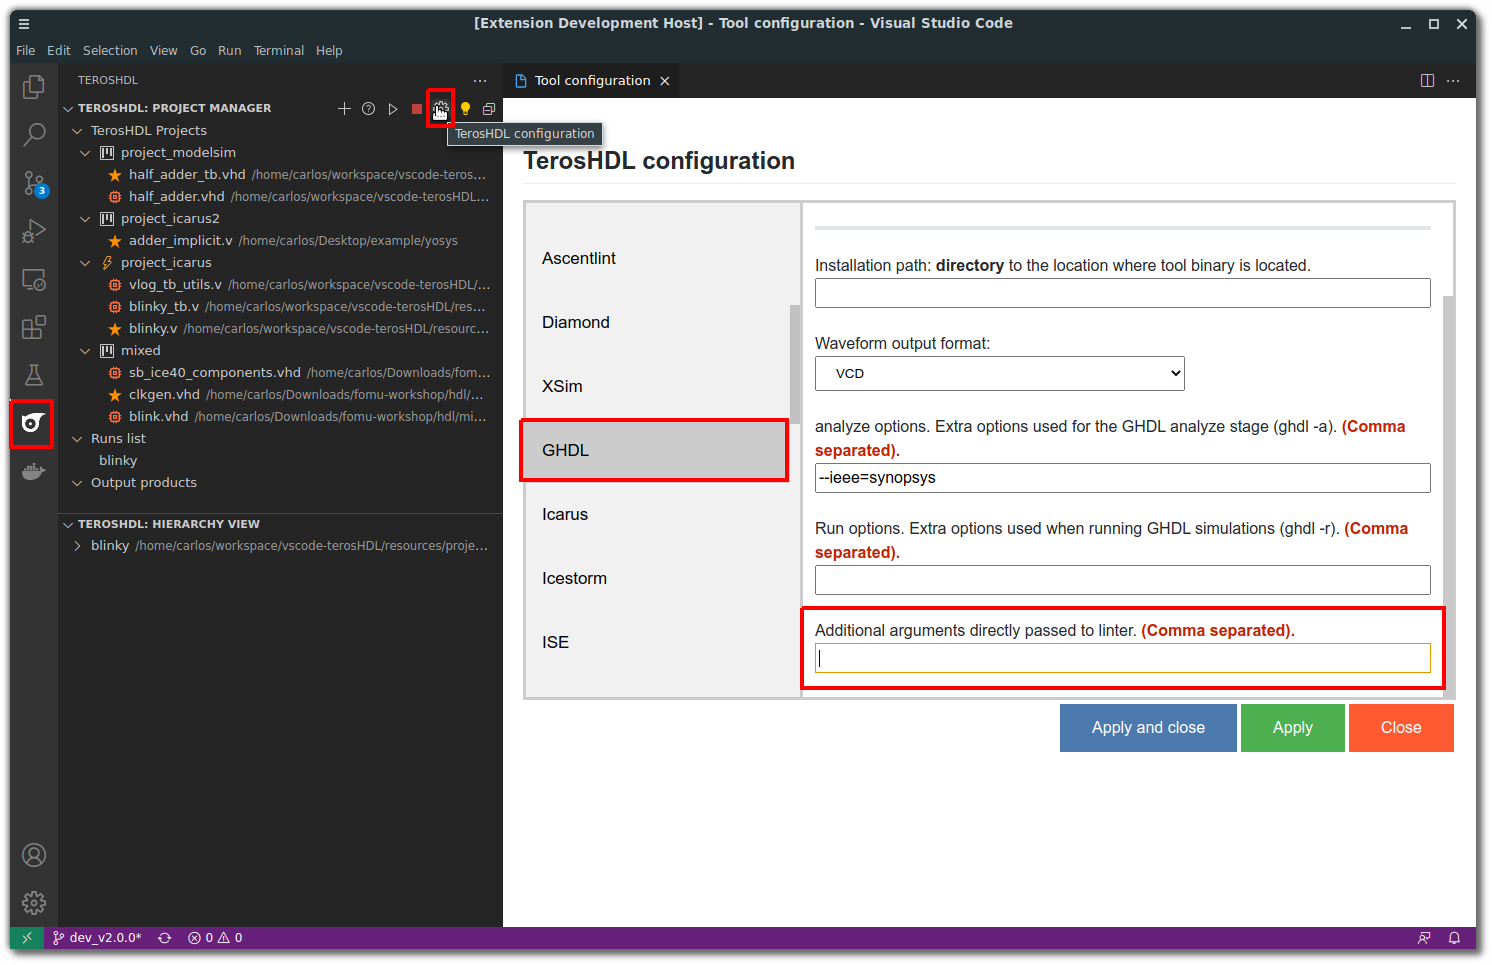 [Extension Development Host] - Tool configuration - Visual Studio Code
File Edit Selection View Go Run Terminal Help
TEROSHDL
Tool configuration
TEROSHDL: PROJECT MANAGER
TerosHDL configuration
TerosHDL Projects
project_modelsim
half_adder_tb.vhd /home/carlos/workspace/vscode-teros...
half_adder.vhd /home/carlos/workspace/vscode-terosHDL...
project_icarus2
adder_implicit.v /home/carlos/Desktop/example/yosys
project_icarus
vlog_tb_utils.v /home/carlos/workspace/vscode-terosHDL/...
blinky_tb.v /home/carlos/workspace/vscode-terosHDL/res...
blinky.v /home/carlos/workspace/vscode-terosHDL/resourc...
mixed
sb_ice40_components.vhd /home/carlos/Downloads/fom...
clkgen.vhd /home/carlos/Downloads/fomu-workshop/hdl/...
blink.vhd /home/carlos/Downloads/fomu-workshop/hdl/mi...
Runs list
blinky
Output products
TEROSHDL: HIERARCHY VIEW
blinky /home/carlos/workspace/vscode-terosHDL/resources/proje...
3
TerosHDL configuration
Ascentlint
Diamond
XSim
GHDL
Icarus
Icestorm
ISE
Installation path: directory to the location where tool binary is located.
Waveform output format:
VCD
analyze options. Extra options used for the GHDL analyze stage (ghdl -a). (Comma
separated).
--ieee=synopsys
Run options. Extra options used when running GHDL simulations (ghdl -r). (Comma
separated).
Additional arguments directly passed to linter. (Comma separated).
Apply and close
Apply
Close
dev_v2.0.0* 0 0